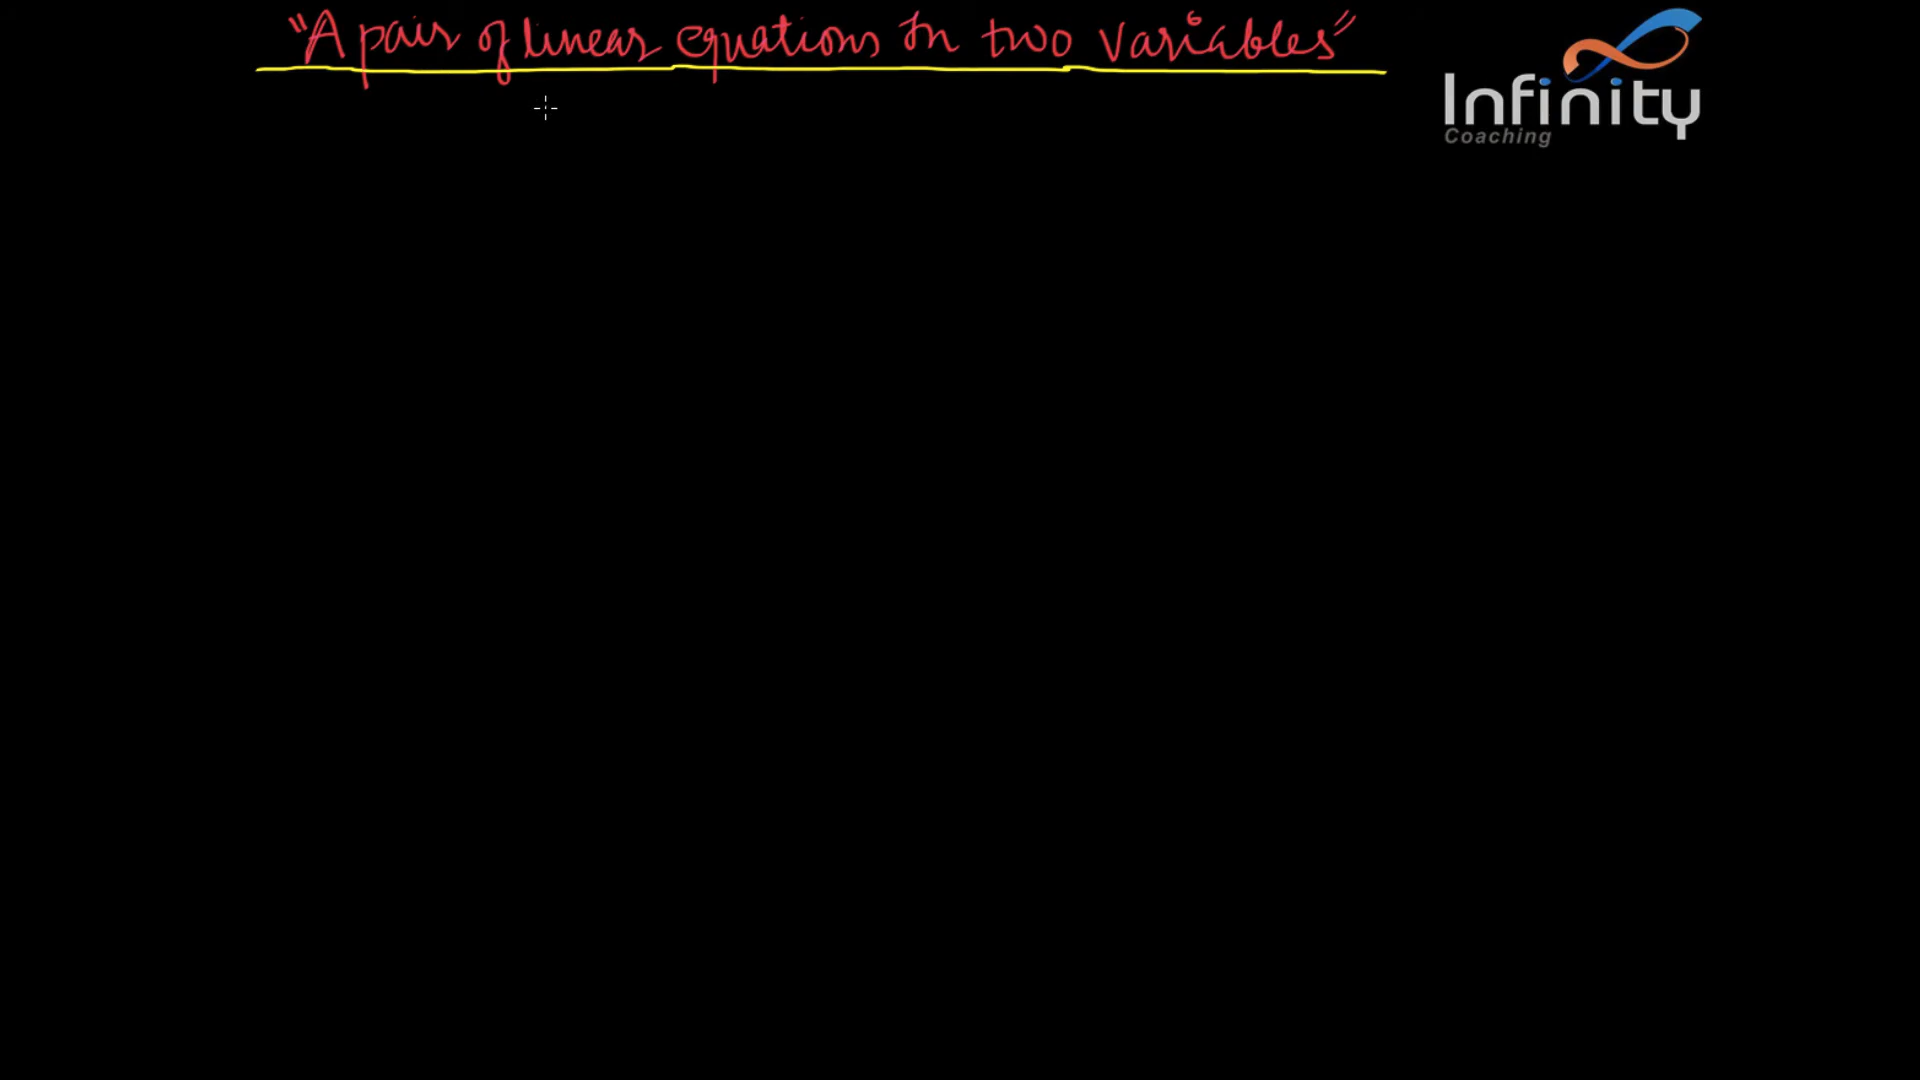 "A pair of linear equations In two variables"
Infinity
Coaching